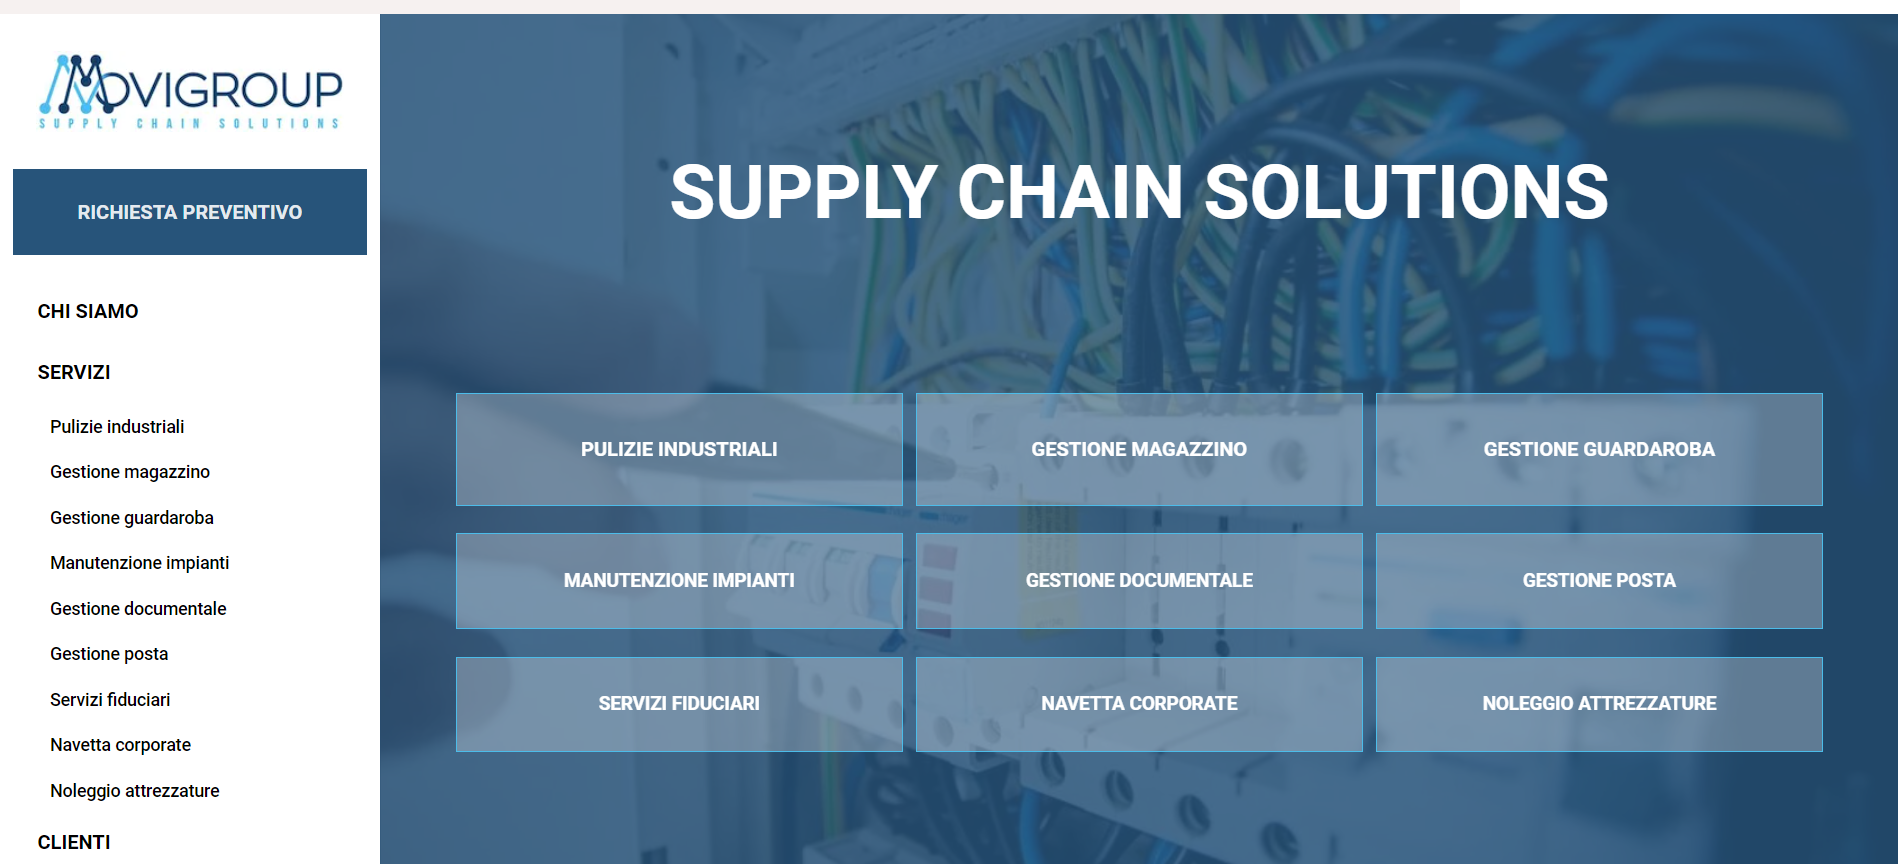 MOVIGROUP
SUPPLY CHAIN SOLUTIONS
RICHIESTA PREVENTIVO
CHI SIAMO
SERVIZI
Pulizie industriali
Gestione magazzino
Gestione guardaroba
Manutenzione impianti
Gestione documentale
Gestione posta
Servizi fiduciari
Navetta corporate
Noleggio attrezzature
CLIENTI
SUPPLY CHAIN SOLUTIONS
PULIZIE INDUSTRIALI
GESTIONE MAGAZZINO
GESTIONE GUARDAROBA
MANUTENZIONE IMPIANTI
GESTIONE DOCUMENTALE
GESTIONE POSTA
SERVIZI FIDUCIARI
NAVETTA CORPORATE
NOLEGGIO ATTREZZATURE